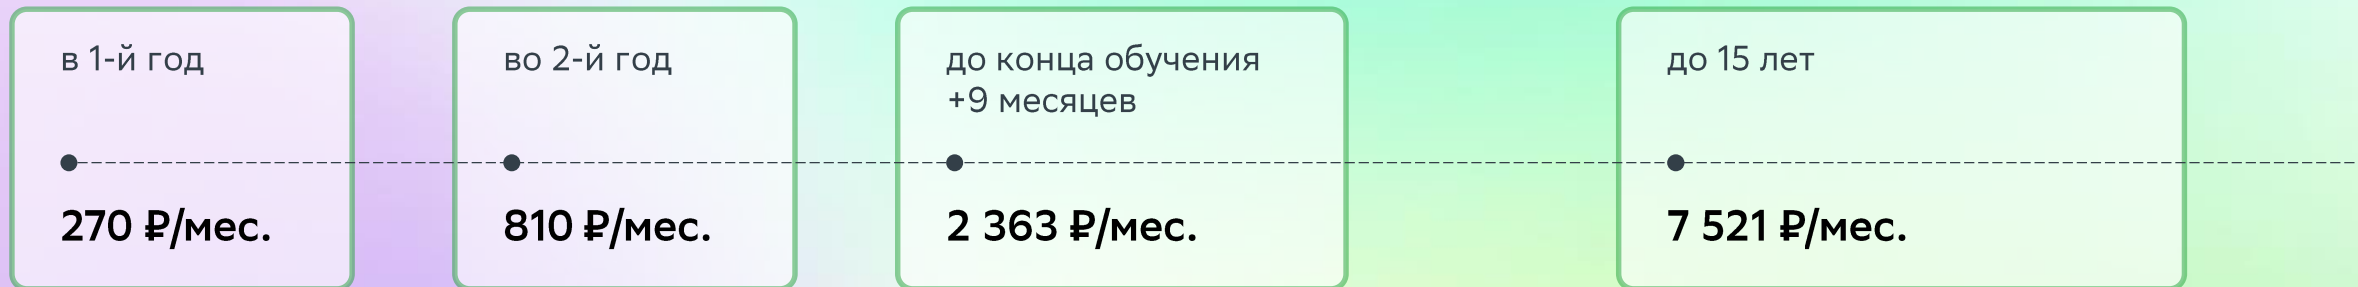 в 1-й год
270 ₽/мес.
во 2-й год
810 ₽/мес.
до конца обучения
+9 месяцев
2 363 ₽/мес.
до 15 лет
7 521 ₽/мес.